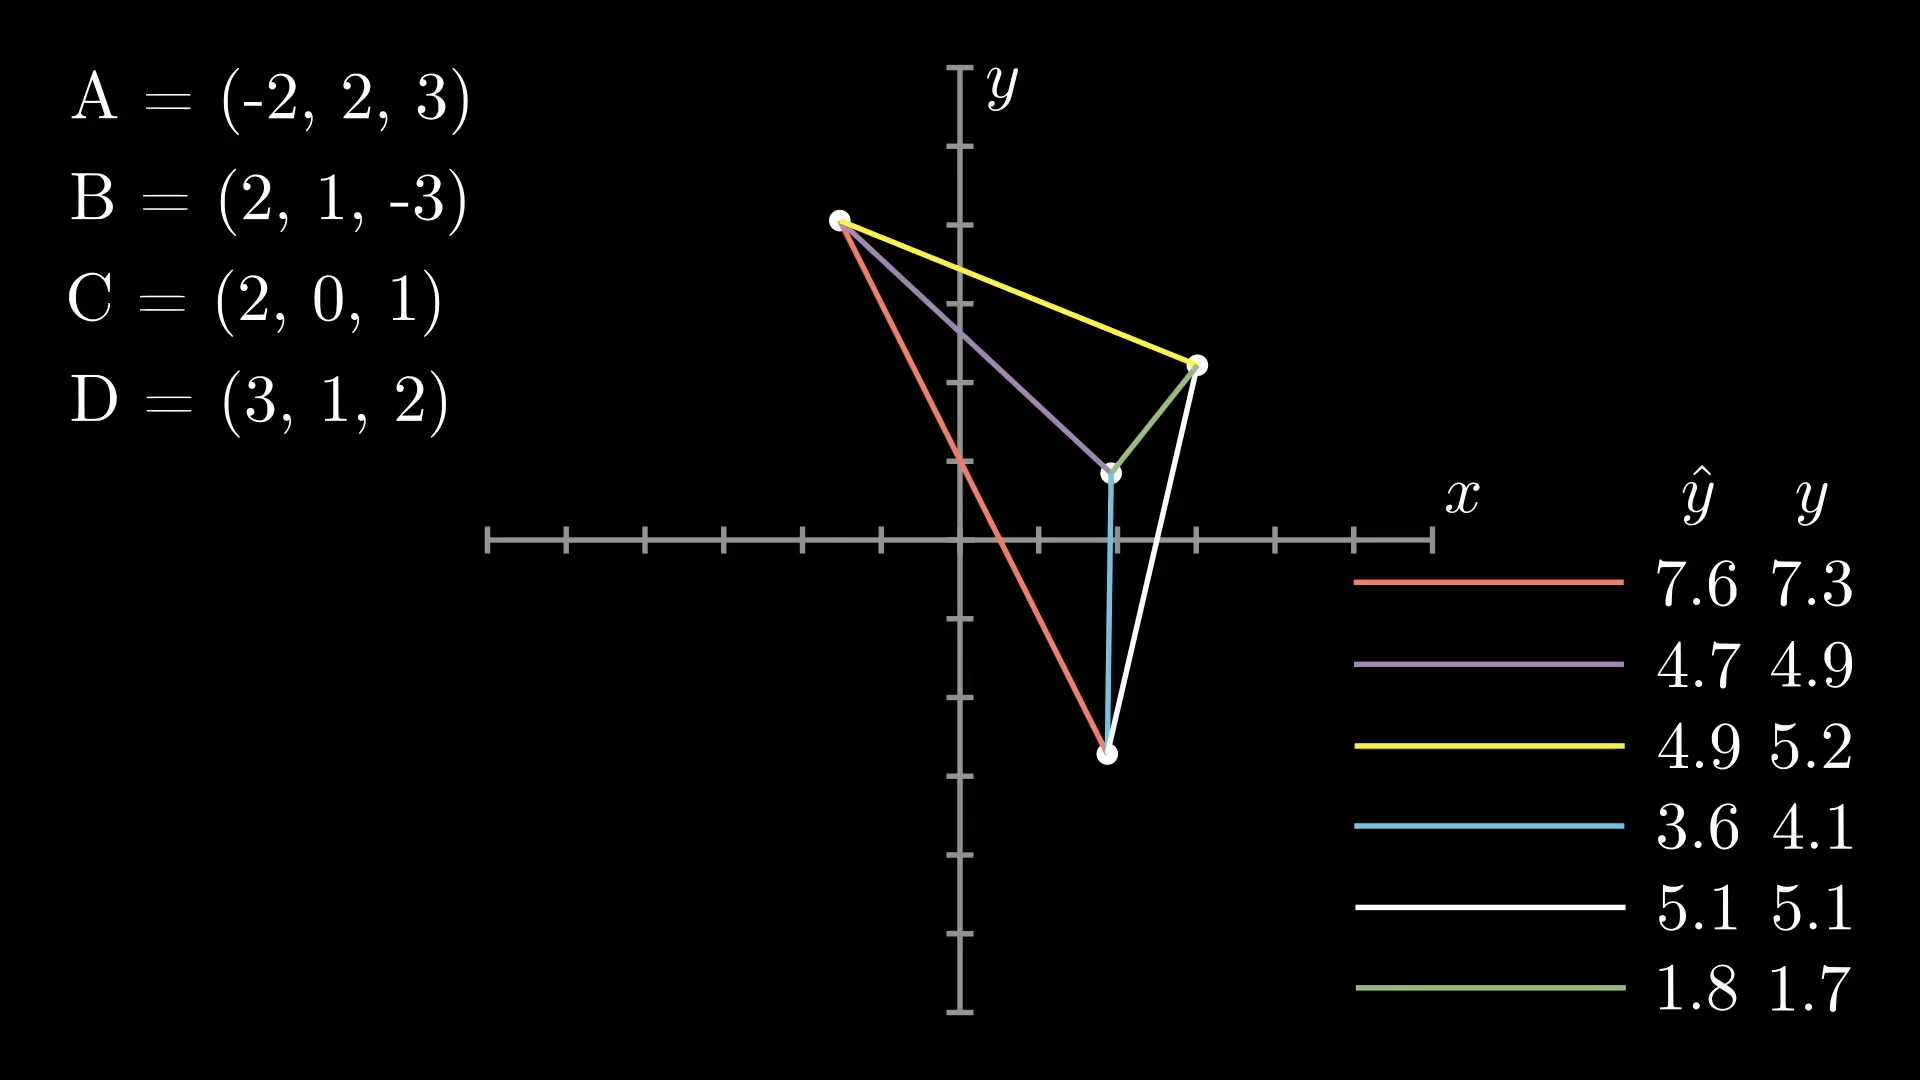 A = (-2, 2, 3)
B = (2, 1, -3)
C = (2, 0, 1)
D = (3, 1, 2)
y
x
ŷ y
7.6 7.3
4.7 4.9
4.9 5.2
3.6 4.1
5.1 5.1
1.8 1.7